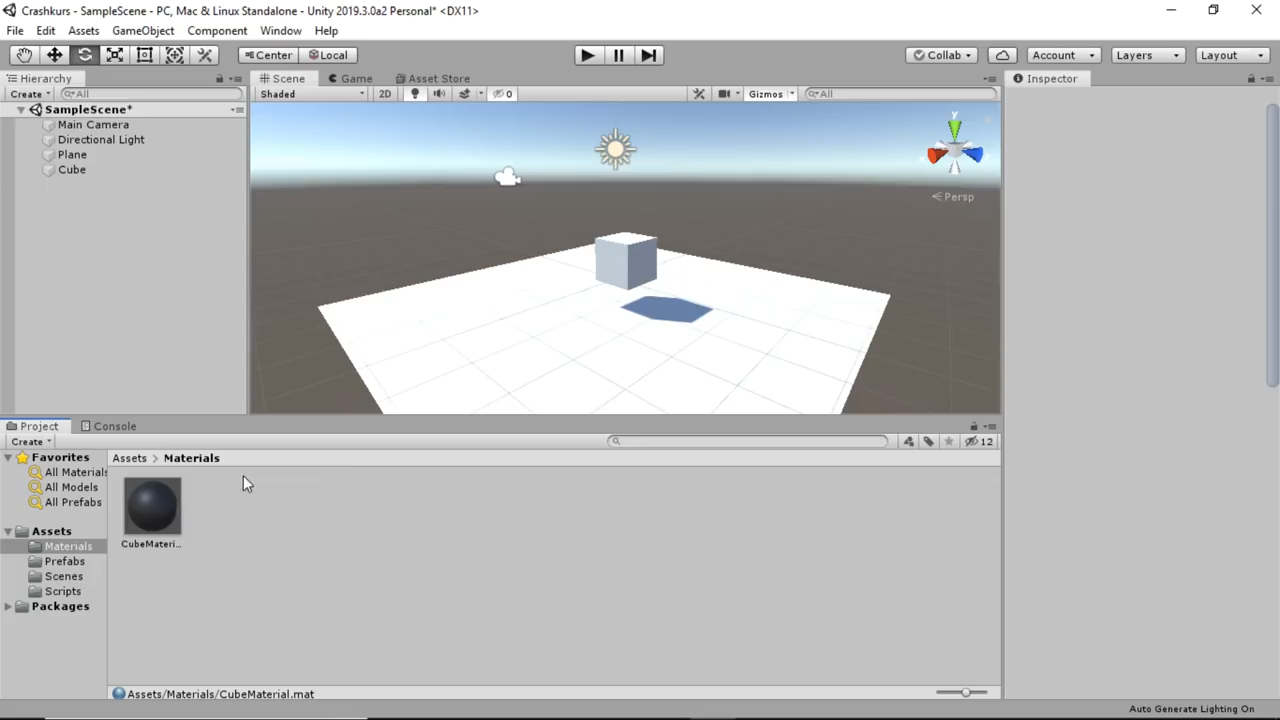 Crashkurs - SampleScene - PC, Mac & Linux Standalone - Unity 2019.3.0a2 Personal* <DX11>
File Edit Assets GameObject Component Window Help
Center Local Collab Account Layers Layout
Hierarchy Scene Game Asset Store Inspector
Create All Shaded 2D 0 Gizmos All
SampleScene*
Main Camera
Directional Light
Plane
Cube
y
Persp
Project Console
Create 12
Favorites
All Materials
All Models
All Prefabs
Assets
Materials
Prefabs
Scenes
Scripts
Packages
Assets > Materials
CubeMateri...
Assets/Materials/CubeMaterial.mat
Auto Generate Lighting On